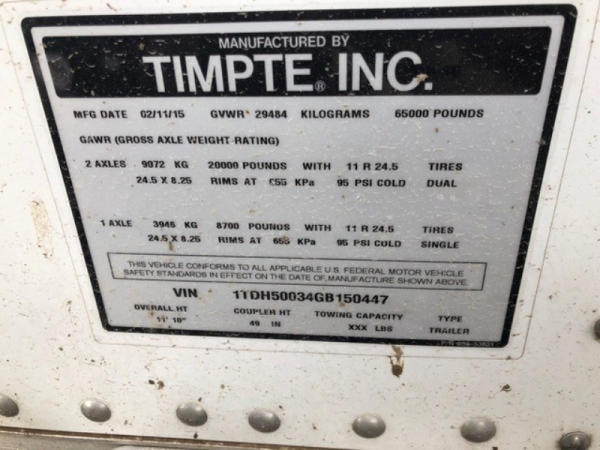 MANUFACTURED BY
TIMPTE® INC.
MFG DATE 02/11/15 GVWR 29484 KILOGRAMS 65000 POUNDS
GAWR (GROSS AXLE WEIGHT RATING)
2 AXLES 9072 KG 20000 POUNDS WITH 11 R 24.5 TIRES
24.5 X 8.25 RIMS AT 655 KPa 95 PSI COLD DUAL
1 AXLE 3946 KG 8700 POUNDS WITH 11 R 24.5 TIRES
24.5 X 8.25 RIMS AT 655 KPa 95 PSI COLD SINGLE
THIS VEHICLE CONFORMS TO ALL APPLICABLE U.S. FEDERAL MOTOR VEHICLE
SAFETY STANDARDS IN EFFECT ON THE DATE OF MANUFACTURE SHOWN ABOVE.
VIN 1TDH50034GB150447
OVERALL HT COUPLER HT TOWING CAPACITY TYPE
11' 10" 49 IN XXX LBS TRAILER
P/N